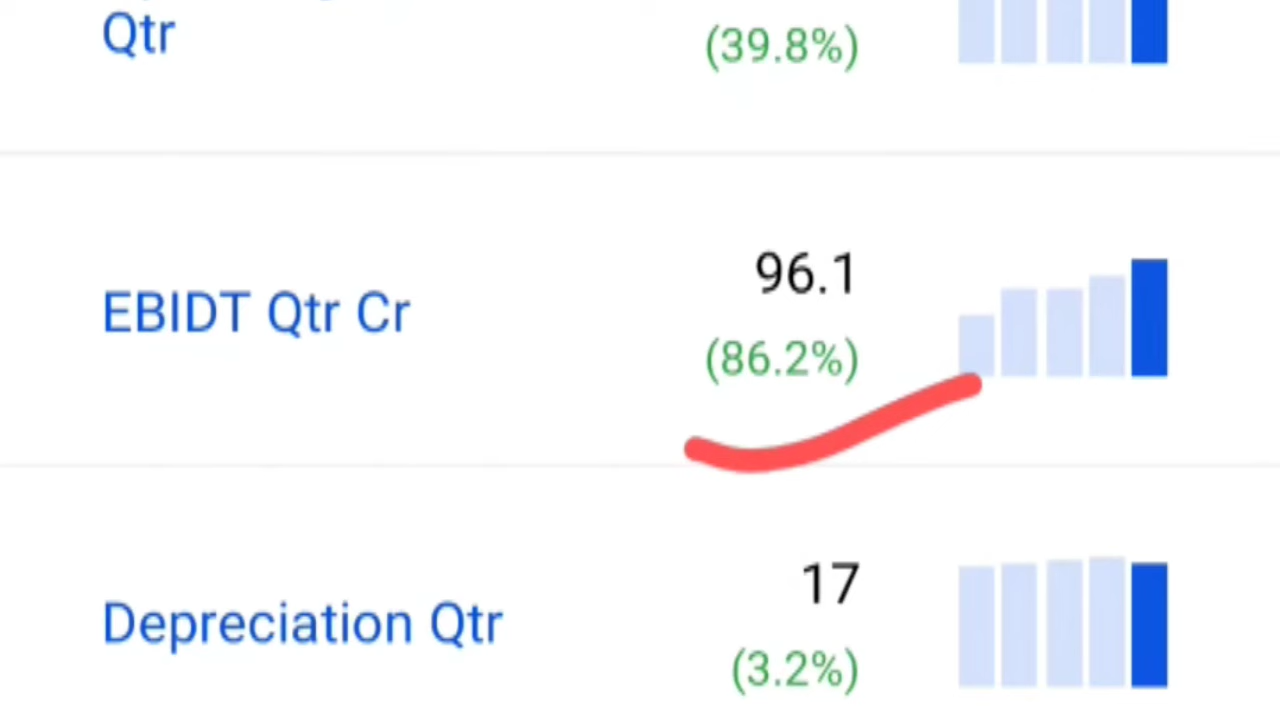 Qtr
(39.8%)
96.1
EBIDT Qtr Cr
(86.2%)
17
Depreciation Qtr
(3.2%)